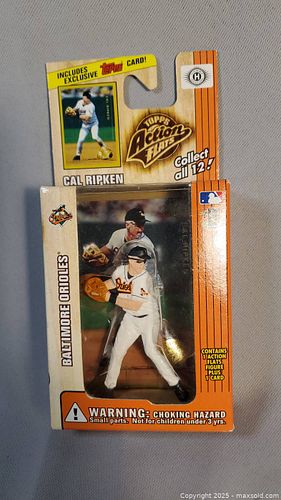 INCLUDES
EXCLUSIVE Topps CARD!
TOPPS
Action
FLATS
Collect
all 12!
CAL RIPKEN
BALTIMORE ORIOLES
CONTAINS
1 ACTION
FLATS
FIGURE
PLUS
1 CARD
WARNING: CHOKING HAZARD
Small parts. Not for children under 3 yrs.
Copyright 2025 - maxsold.com